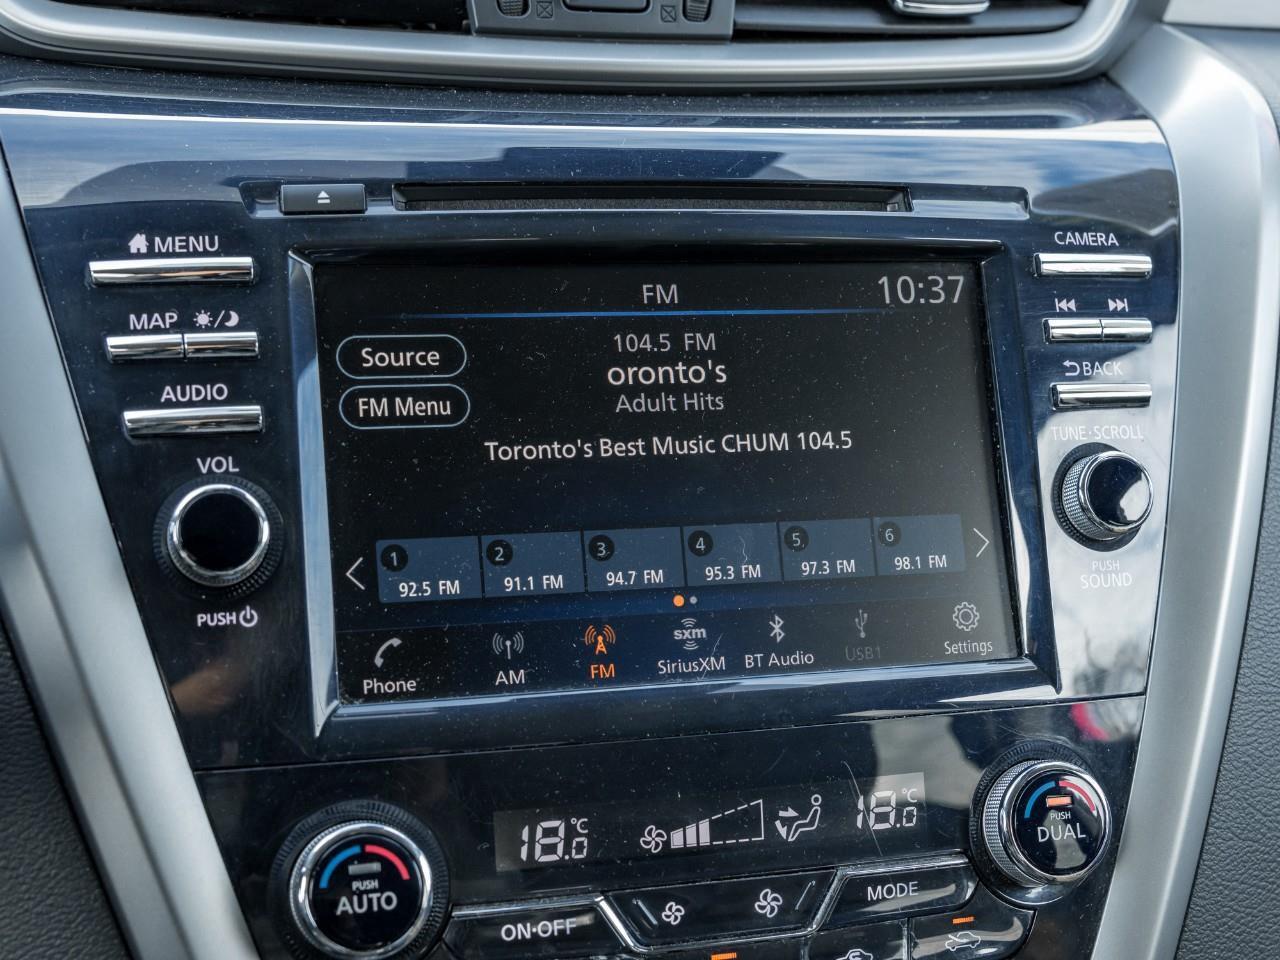 MENU
MAP
AUDIO
VOL
PUSH
CAMERA
BACK
TUNE·SCROLL
PUSH
SOUND
FM
10:37
Source
FM Menu
104.5 FM
oronto's
Adult Hits
Toronto's Best Music CHUM 104.5
1
92.5 FM
2
91.1 FM
3
94.7 FM
4
95.3 FM
5
97.3 FM
6
98.1 FM
Phone
AM
FM
sxm
SiriusXM
BT Audio
USB1
Settings
18.0 °C
18.0 °C
PUSH
AUTO
PUSH
DUAL
ON·OFF
MODE